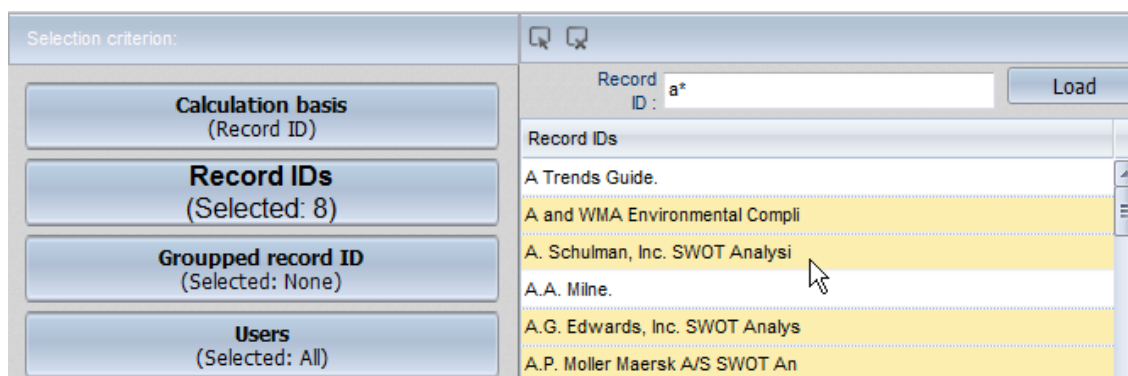 Selection criterion:
Calculation basis
(Record ID)
Record IDs
(Selected: 8)
Groupped record ID
(Selected: None)
Users
(Selected: All)
Record
ID :
a*
Load
Record IDs
A Trends Guide.
A and WMA Environmental Compli
A. Schulman, Inc. SWOT Analysi
A.A. Milne.
A.G. Edwards, Inc. SWOT Analys
A.P. Moller Maersk A/S SWOT An